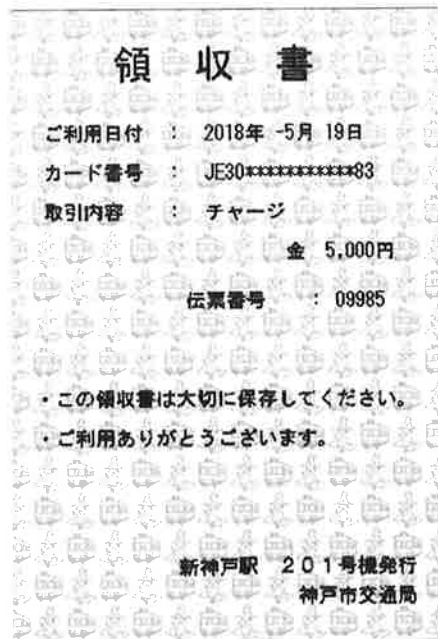 領 収 書
ご利用日付 : 2018年 -5月 19日
カード番号 : JE30***********83
取引内容 : チャージ
金 5,000円
伝票番号 : 09985
・この領収書は大切に保存してください。
・ご利用ありがとうございます。
新神戸駅 201号機発行
神戸市交通局